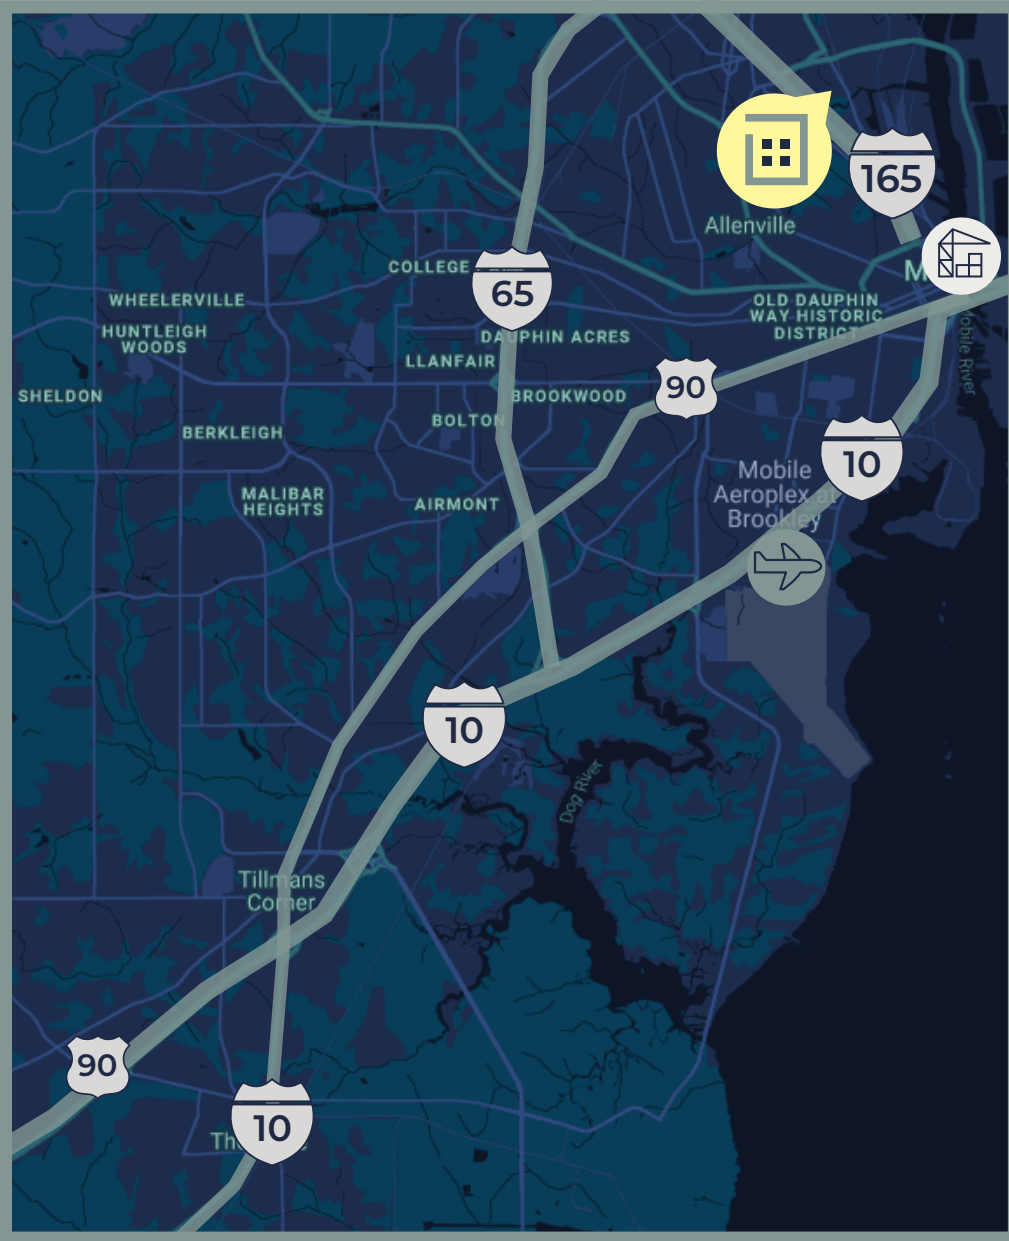 165
Allenville
COLLEGE
65
WHEELERVILLE
OLD DAUPHIN
WAY HISTORIC
DISTRICT
HUNTLEIGH
WOODS
DAUPHIN ACRES
Mobile River
LLANFAIR
90
SHELDON
BROOKWOOD
BOLTON
BERKLEIGH
10
Mobile
Aeroplex at
Brookley
MALIBAR
HEIGHTS
AIRMONT
10
Dog River
Tillmans
Corner
90
10